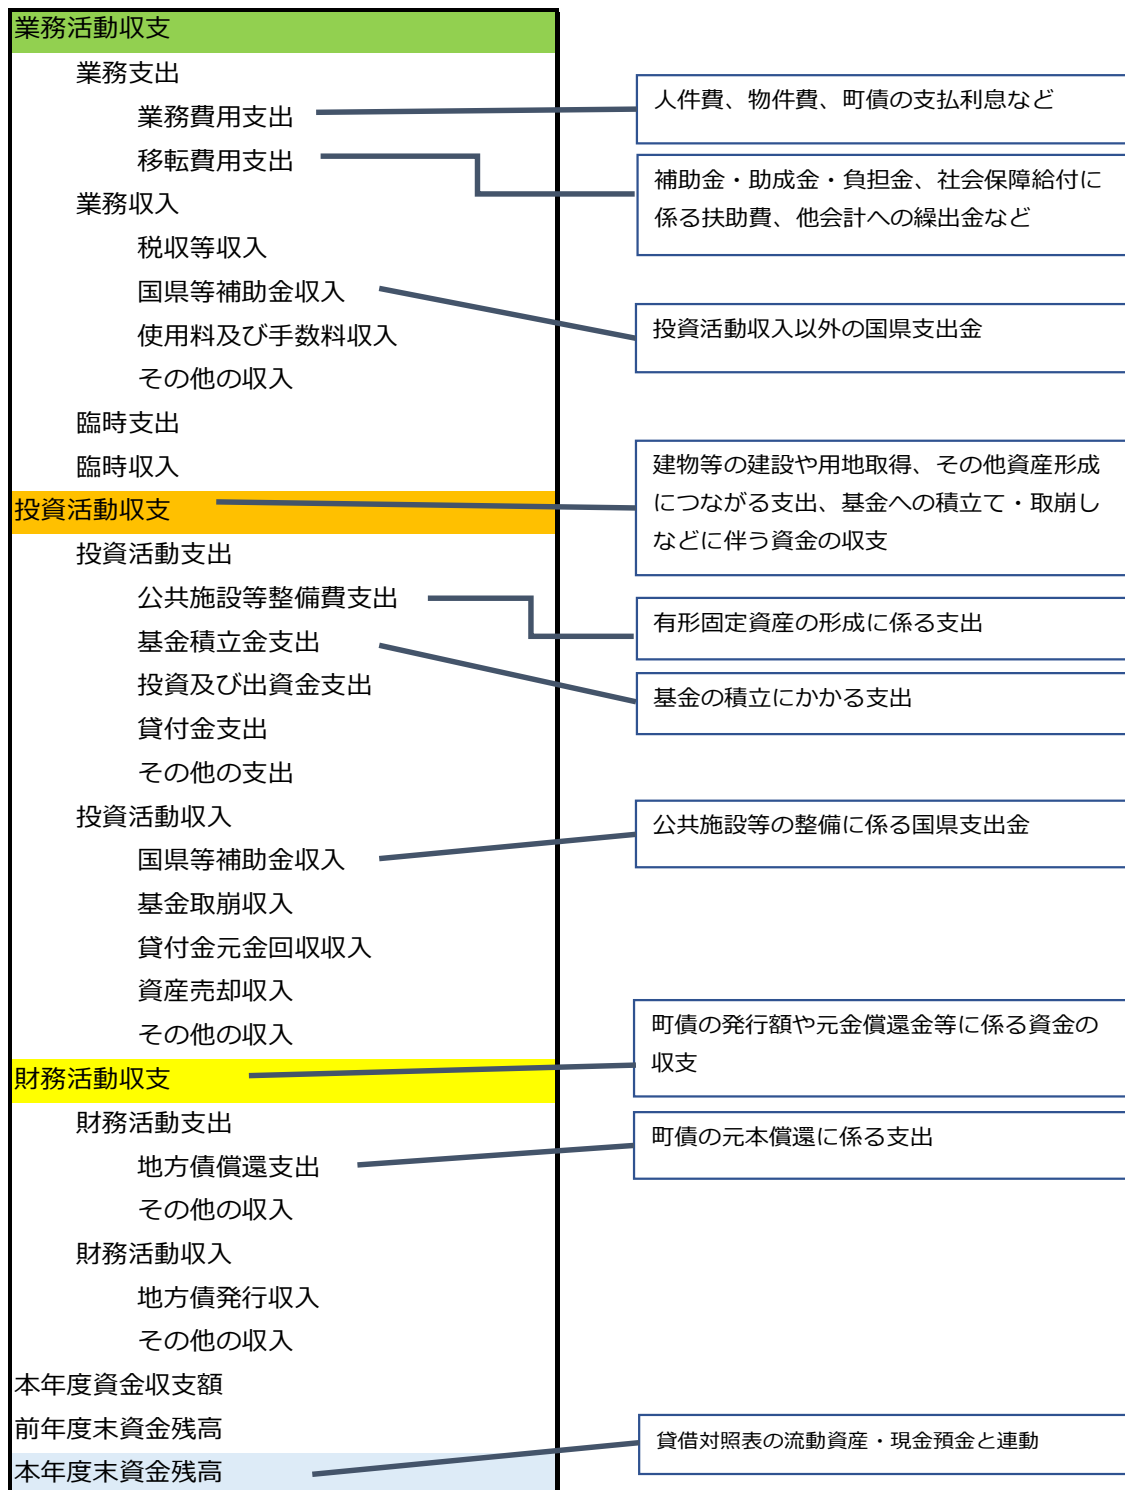 業務活動収支
業務支出
業務費用支出
人件費、物件費、町債の支払利息など
移転費用支出
補助金・助成金・負担金、社会保障給付に
係る扶助費、他会計への繰出金など
業務収入
税収等収入
国県等補助金収入
投資活動収入以外の国県支出金
使用料及び手数料収入
その他の収入
臨時支出
臨時収入
投資活動収支
建物等の建設や用地取得、その他資産形成
につながる支出、基金への積立て・取崩し
などに伴う資金の収支
投資活動支出
公共施設等整備費支出
有形固定資産の形成に係る支出
基金積立金支出
基金の積立にかかる支出
投資及び出資金支出
貸付金支出
その他の支出
投資活動収入
国県等補助金収入
公共施設等の整備に係る国県支出金
基金取崩収入
貸付金元金回収収入
資産売却収入
その他の収入
財務活動収支
町債の発行額や元金償還金等に係る資金の
収支
財務活動支出
地方債償還支出
町債の元本償還に係る支出
その他の収入
財務活動収入
地方債発行収入
その他の収入
本年度資金収支額
前年度末資金残高
本年度末資金残高
貸借対照表の流動資産・現金預金と連動